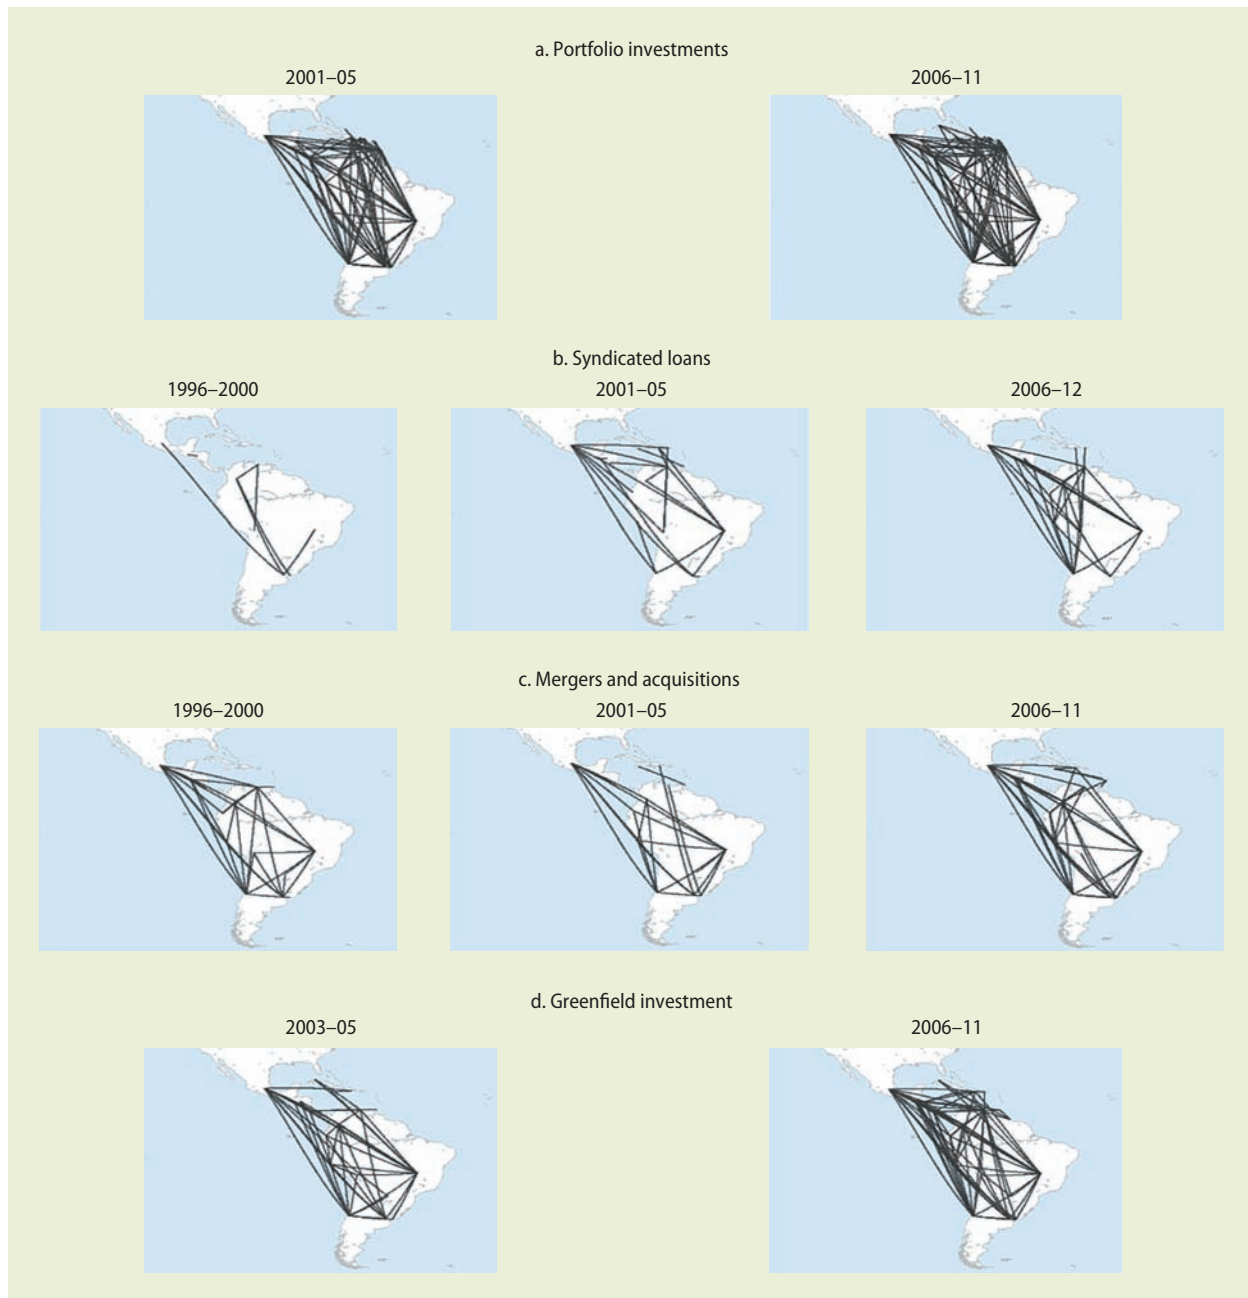 a. Portfolio investments
2001–05
2006–11
b. Syndicated loans
1996–2000
2001–05
2006–12
c. Mergers and acquisitions
1996–2000
2001–05
2006–11
d. Greenfield investment
2003–05
2006–11